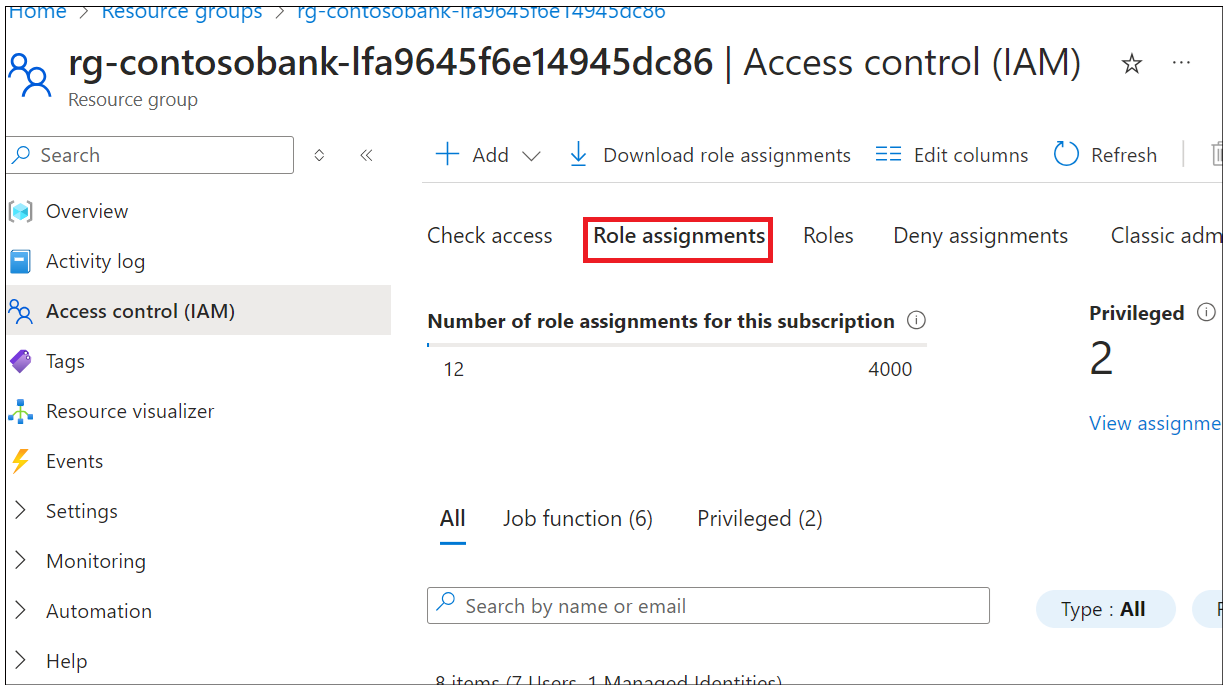 Home > Resource groups > rg-contosobank-lfa9645f6e14945dc86
rg-contosobank-lfa9645f6e14945dc86 | Access control (IAM)
Resource group
Search
Add
Download role assignments
Edit columns
Refresh
Overview
Activity log
Access control (IAM)
Tags
Resource visualizer
Events
Settings
Monitoring
Automation
Help
Check access
Role assignments
Roles
Deny assignments
Classic adm
Number of role assignments for this subscription
12
4000
Privileged
2
View assignme
All
Job function (6)
Privileged (2)
Search by name or email
Type : All
8 items (7 Users, 1 Managed Identities)